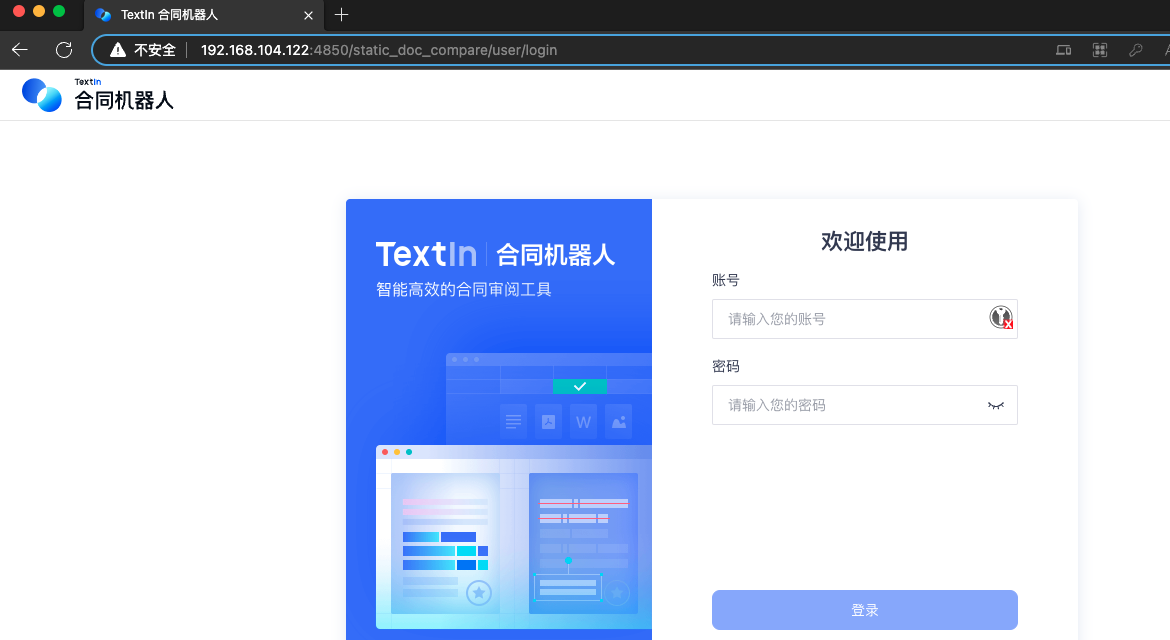 TextIn 合同机器人
不安全
192.168.104.122:4850/static_doc_compare/user/login
TextIn
合同机器人
TextIn 合同机器人
智能高效的合同审阅工具
W
欢迎使用
账号
请输入您的账号
密码
请输入您的密码
登录